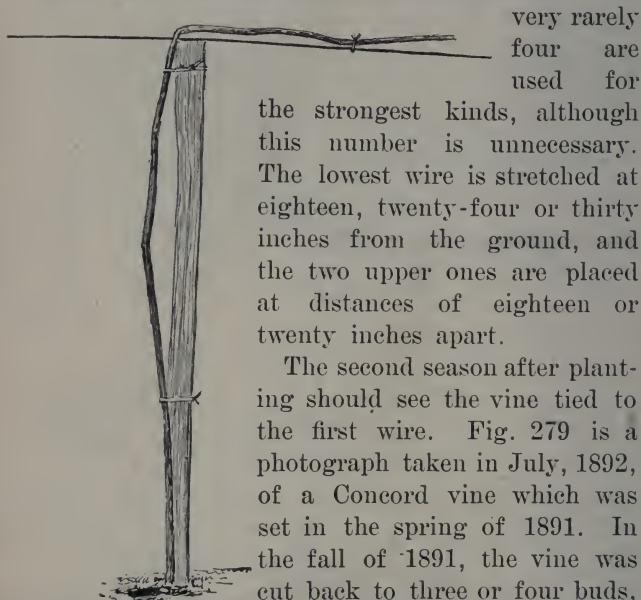 very rarely
four are
used for
the strongest kinds, although
this number is unnecessary.
The lowest wire is stretched at
eighteen, twenty-four or thirty
inches from the ground, and
the two upper ones are placed
at distances of eighteen or
twenty inches apart.
The second season after plant-
ing should see the vine tied to
the first wire. Fig. 279 is a
photograph taken in July, 1892,
of a Concord vine which was
set in the spring of 1891. In
the fall of 1891, the vine was
cut back to three or four buds,